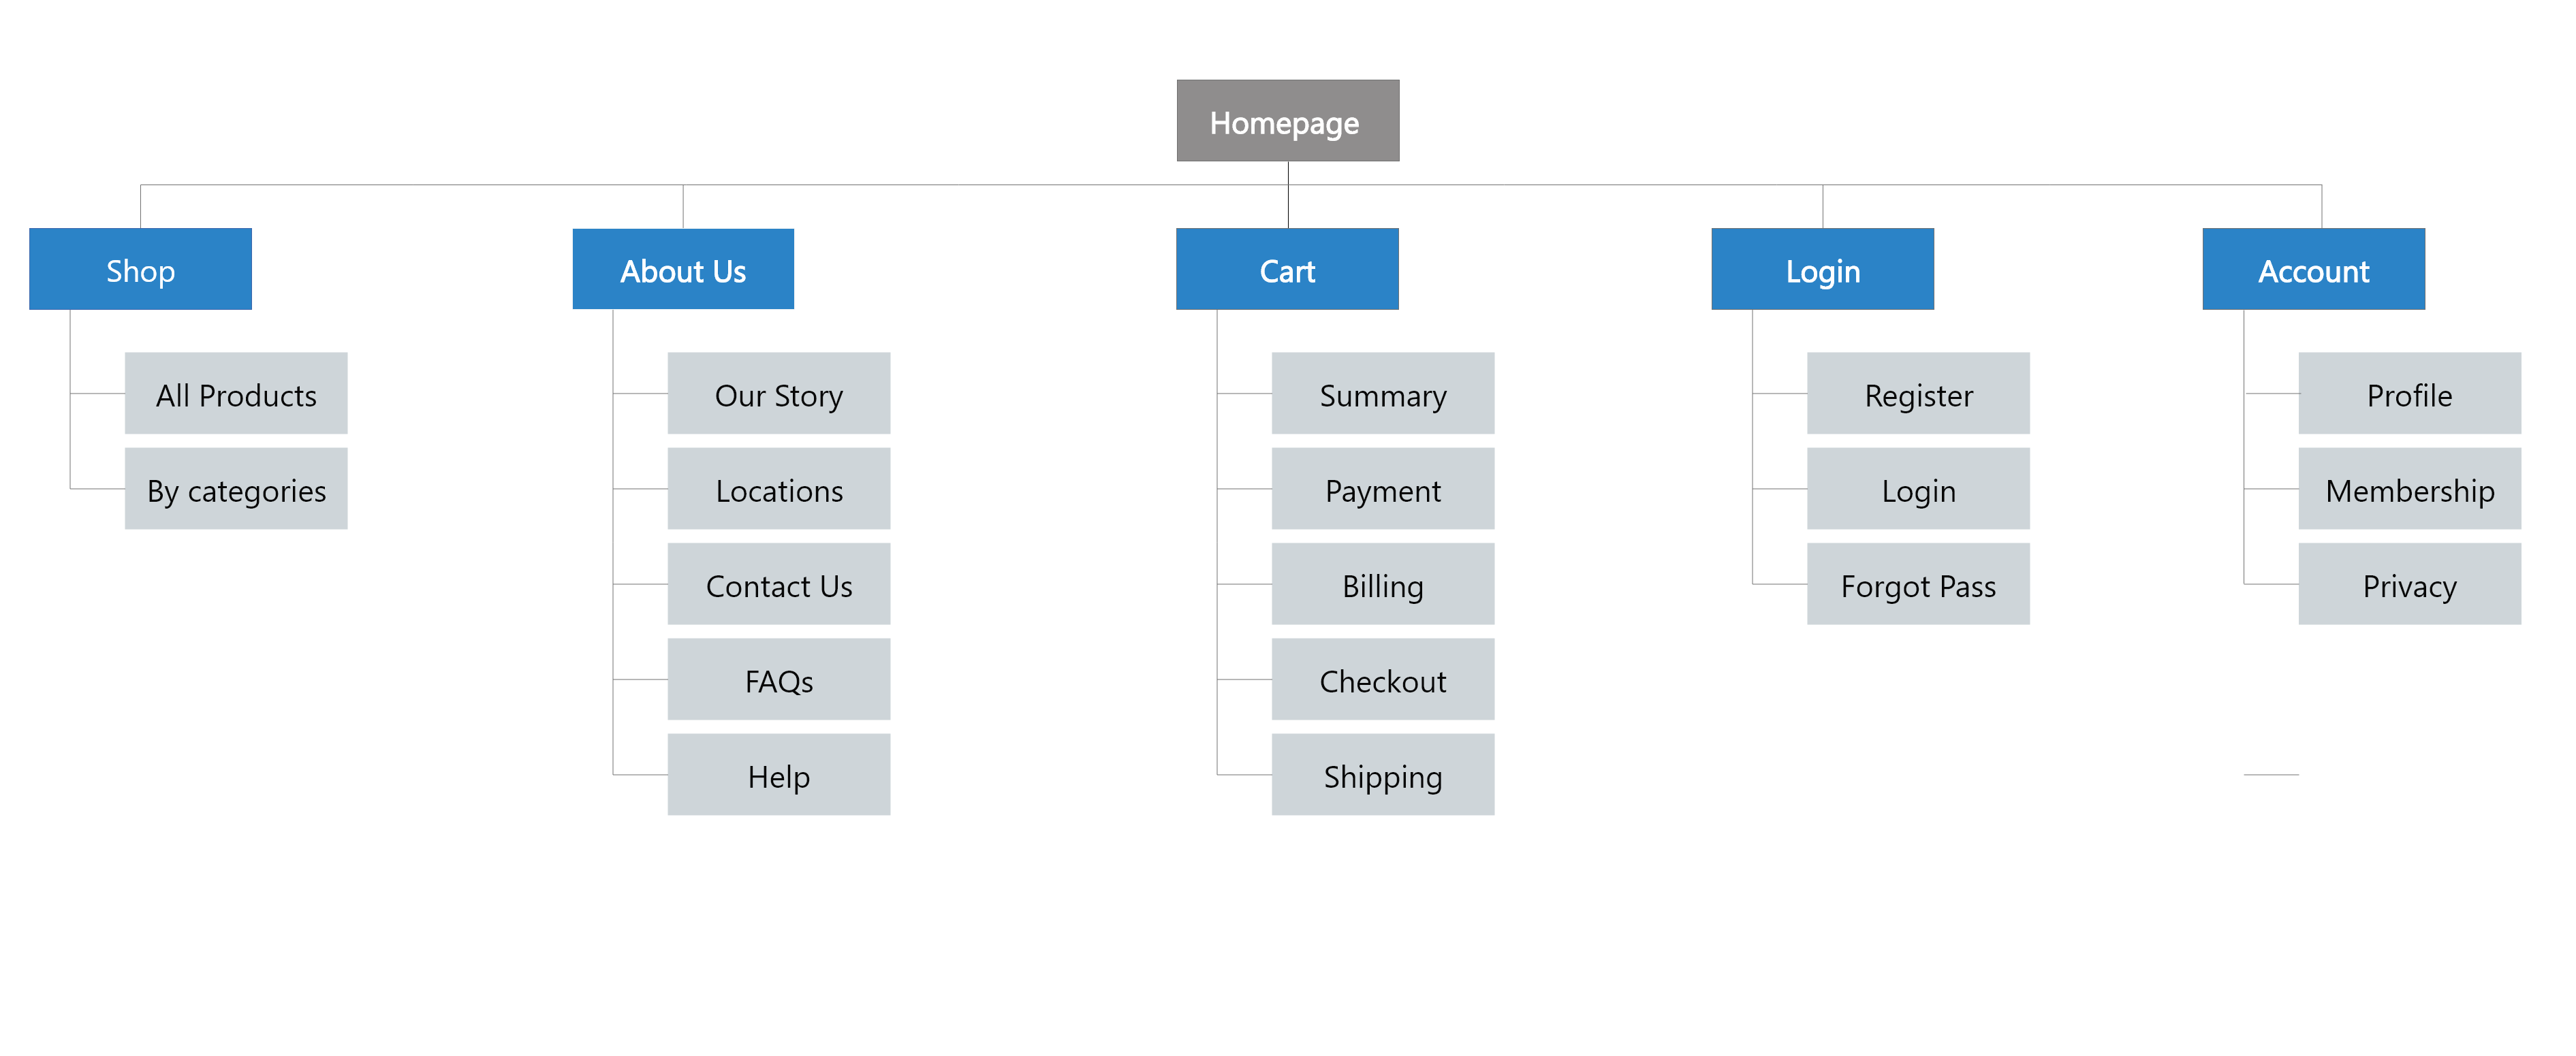 Homepage
Shop
About Us
Cart
Login
Account
All Products
By categories
Our Story
Locations
Contact Us
FAQs
Help
Summary
Payment
Billing
Checkout
Shipping
Register
Login
Forgot Pass
Profile
Membership
Privacy